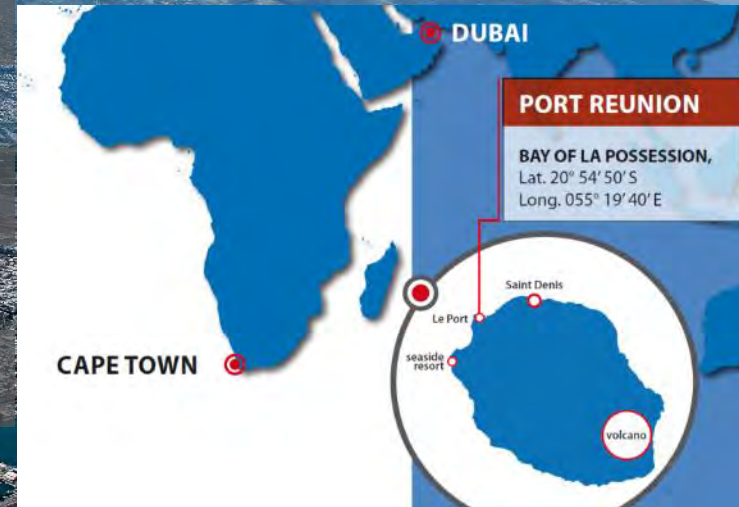 DUBAI
PORT REUNION
BAY OF LA POSSESSION,
Lat. 20° 54' 50' S
Long. 055° 19' 40' E
Saint Denis
Le Port
seaside
resort
CAPE TOWN
volcano